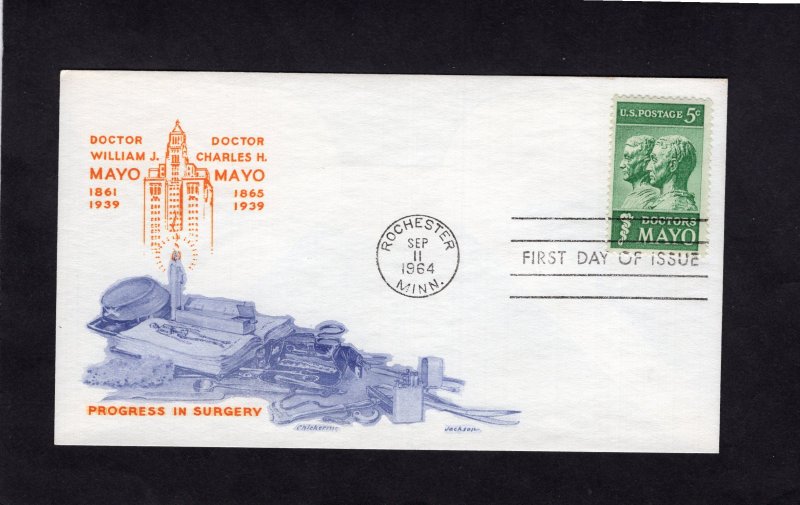 DOCTOR DOCTOR
WILLIAM J. CHARLES H.
MAYO MAYO
1861 1865
1939 1939
PROGRESS IN SURGERY
Jackson
ROCHESTER
SEP
11
1964
MINN.
U.S. POSTAGE 5¢
DOCTORS
MAYO
FIRST DAY OF ISSUE